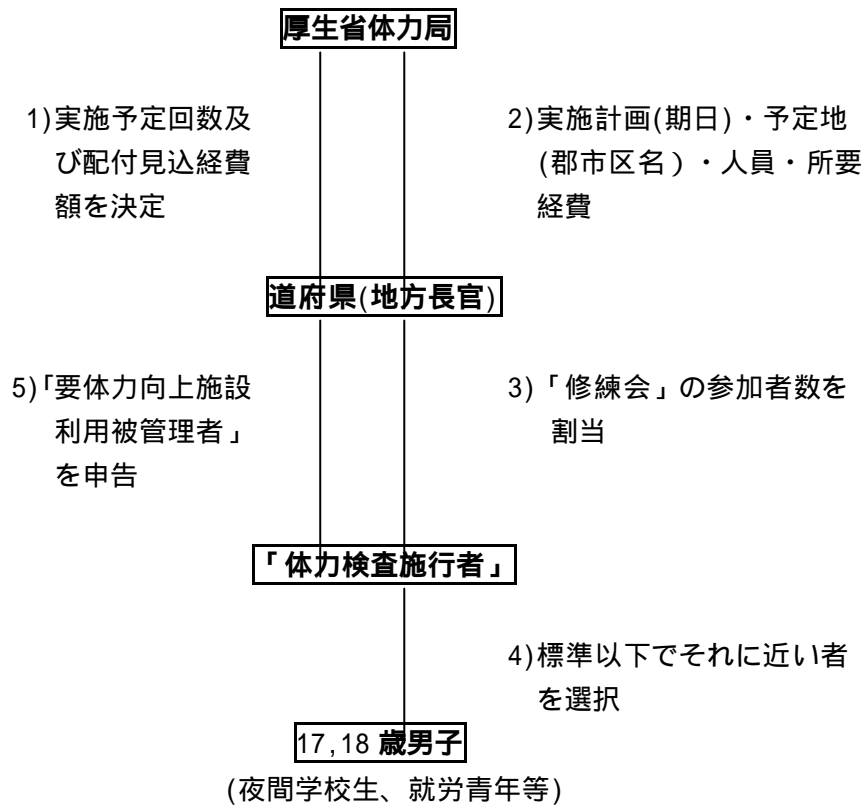 厚生省体力局
1)実施予定回数及
び配付見込経費
額を決定
2)実施計画(期日)・予定地
(郡市区名)・人員・所要
経費
道府県(地方長官)
5)「要体力向上施設
利用被管理者」
を申告
3)「修練会」の参加者数を
割当
「体力検査施行者」
4)標準以下でそれに近い者
を選択
17,18 歳男子
(夜間学校生、就労青年等)